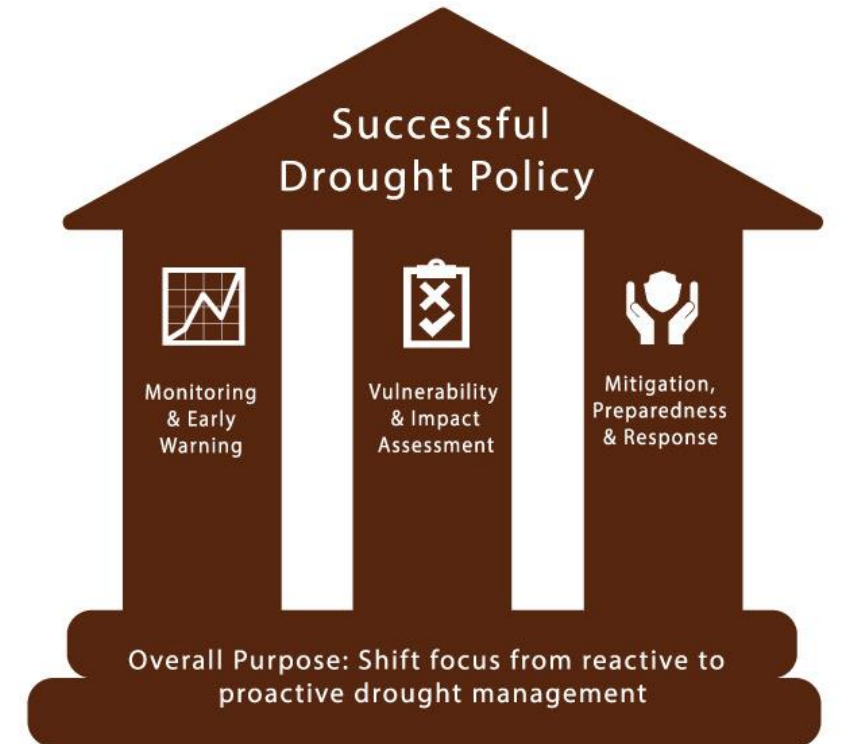 Successful
Drought Policy
Monitoring
& Early
Warning
Vulnerability
& Impact
Assessment
Mitigation,
Preparedness
& Response
Overall Purpose: Shift focus from reactive to
proactive drought management